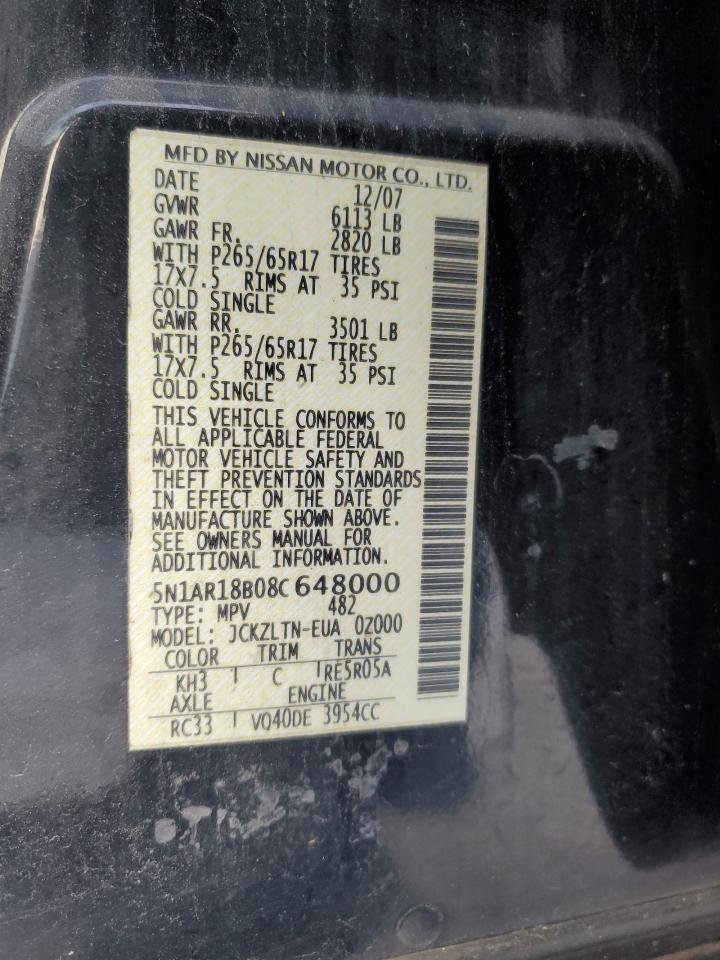 MFD BY NISSAN MOTOR CO., LTD.
DATE 12/07
GVWR 6113 LB
GAWR FR. 2820 LB
WITH P265/65R17 TIRES
17X7.5 RIMS AT 35 PSI
COLD SINGLE
GAWR RR. 3501 LB
WITH P265/65R17 TIRES
17X7.5 RIMS AT 35 PSI
COLD SINGLE
THIS VEHICLE CONFORMS TO
ALL APPLICABLE FEDERAL
MOTOR VEHICLE SAFETY AND
THEFT PREVENTION STANDARDS
IN EFFECT ON THE DATE OF
MANUFACTURE SHOWN ABOVE.
SEE OWNERS MANUAL FOR
ADDITIONAL INFORMATION.
5N1AR18B08C648000
TYPE: MPV 482
MODEL: JCKZLTN-EUA 0Z000
COLOR TRIM TRANS
KH3 C RE5R05A
AXLE ENGINE
RC33 VQ40DE 3954CC